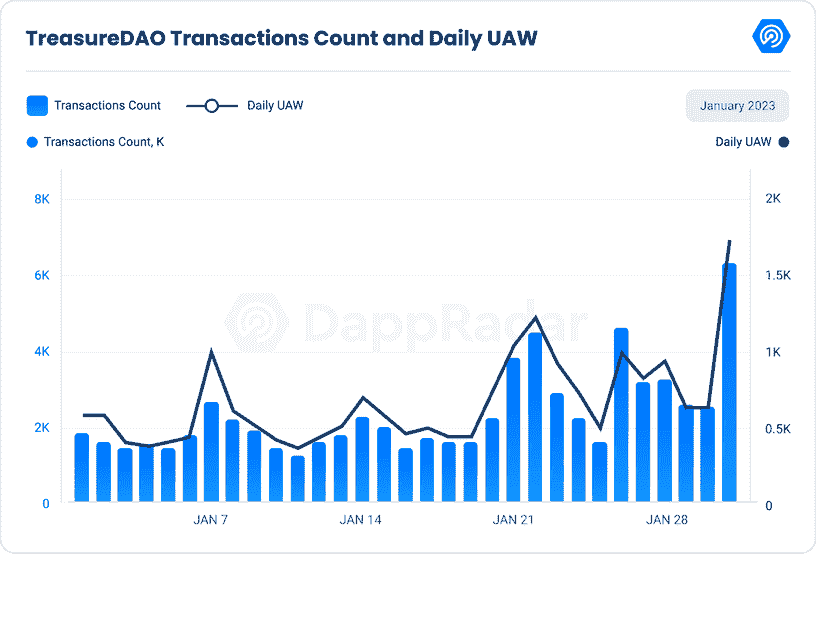 TreasureDAO Transactions Count and Daily UAW
Transactions Count
Daily UAW
January 2023
Transactions Count, K
Daily UAW
8K
2K
6K
1.5K
DappRadar
4K
1K
2K
0.5K
0
0
JAN 7
JAN 14
JAN 21
JAN 28